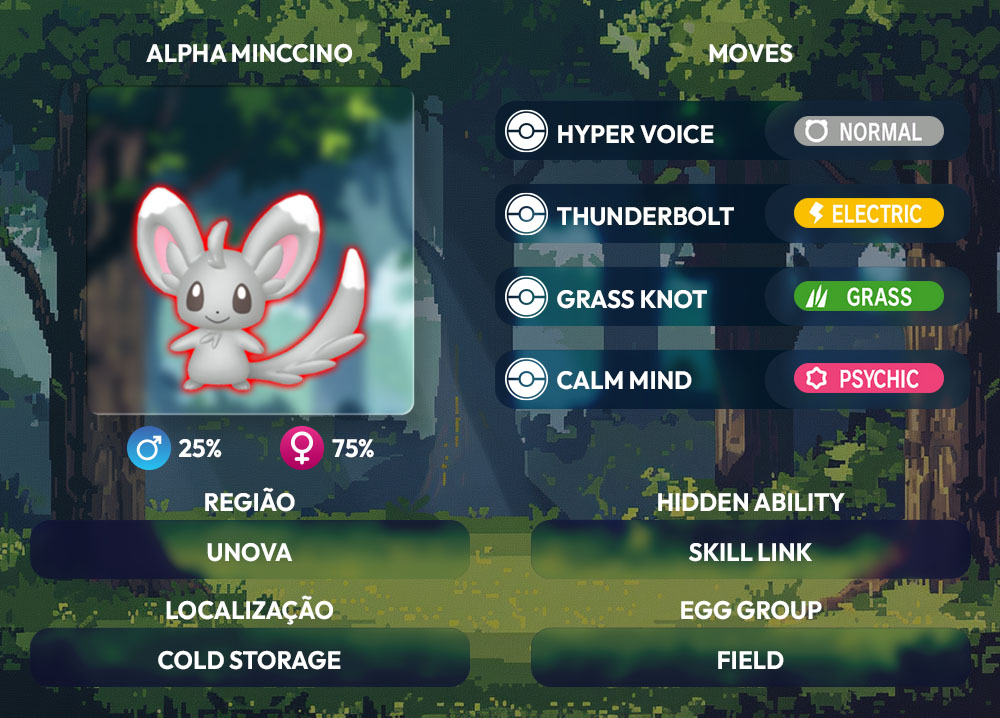 ALPHA MINCCINO
25%
75%
REGIÃO
UNOVA
LOCALIZAÇÃO
COLD STORAGE
MOVES
HYPER VOICE NORMAL
THUNDERBOLT ELECTRIC
GRASS KNOT GRASS
CALM MIND PSYCHIC
HIDDEN ABILITY
SKILL LINK
EGG GROUP
FIELD